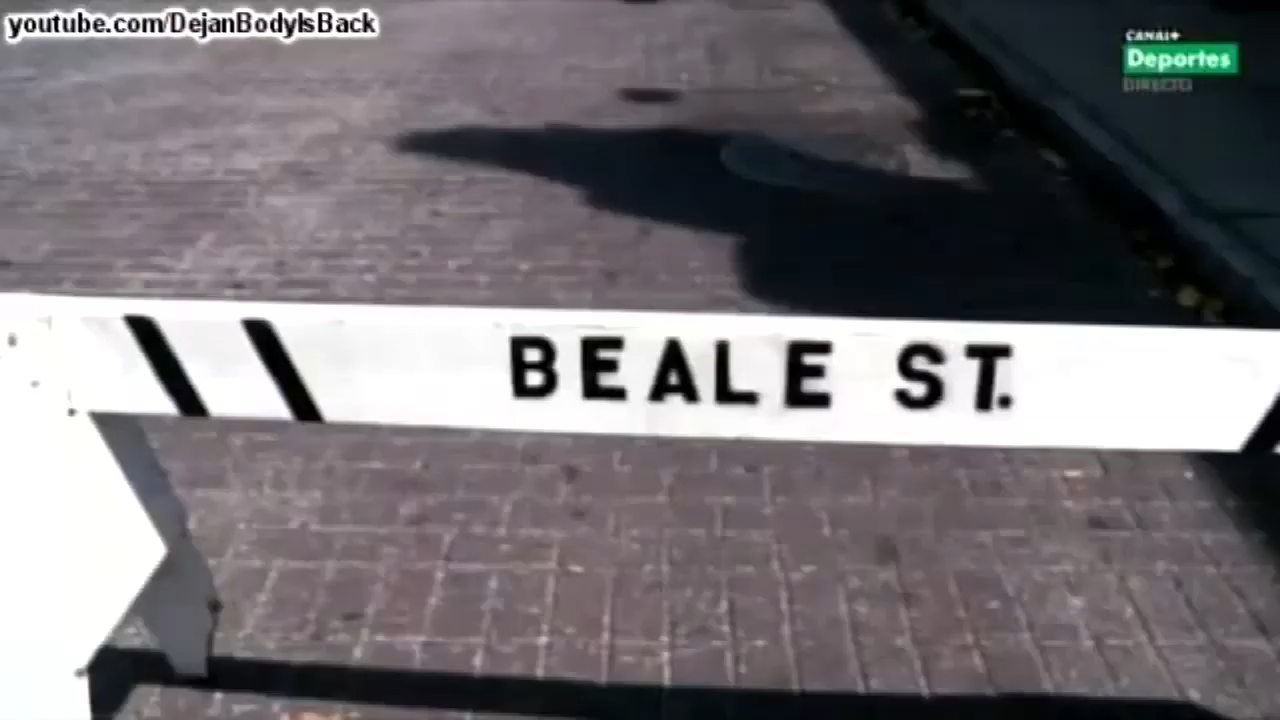 youtube.com/DejanBodyIsBack
CANAL+
Deportes
DIRECTO
BEALE ST.